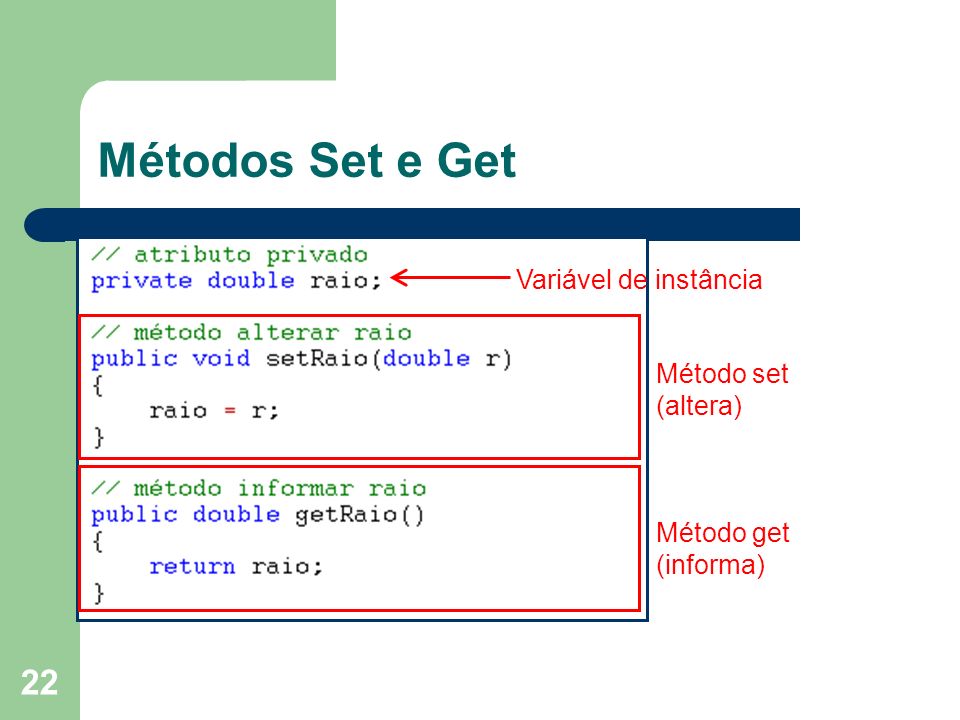 Métodos Set e Get
// atributo privado
private double raio;
Variável de instância
// método alterar raio
public void setRaio(double r)
{
    raio = r;
}
Método set
(altera)
// método informar raio
public double getRaio()
{
    return raio;
}
Método get
(informa)
22